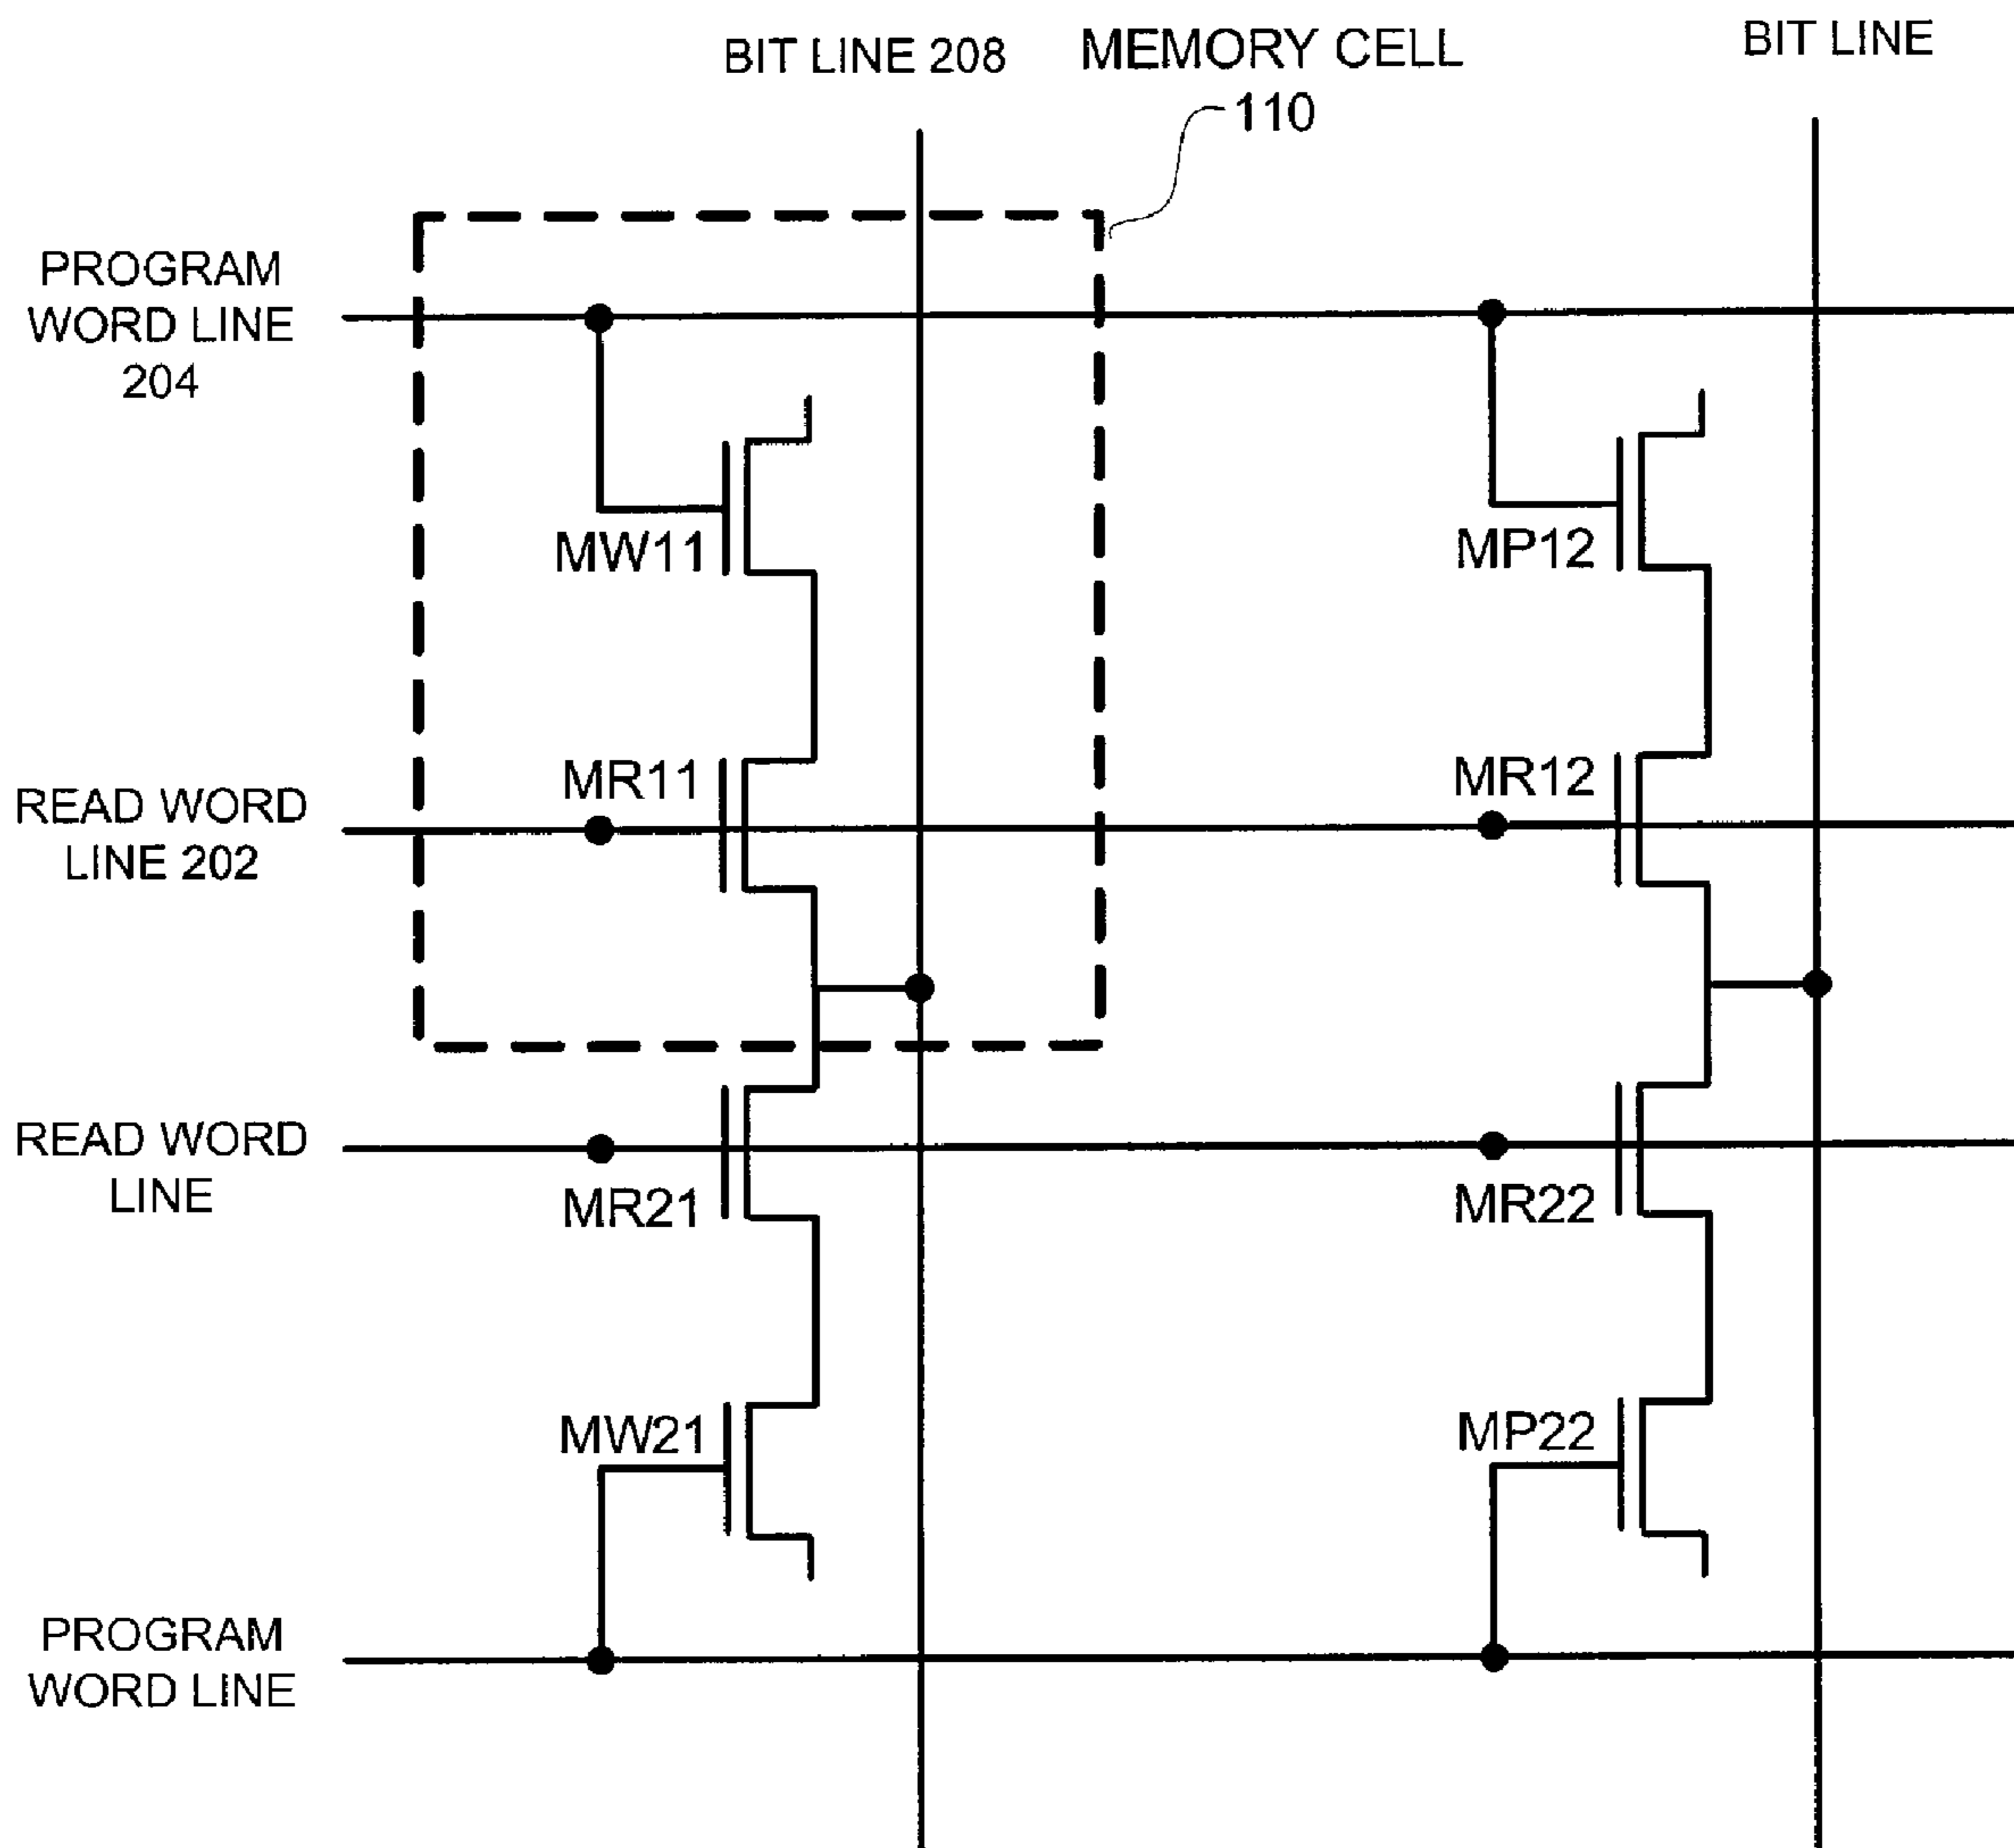 BIT LINE 208
MEMORY CELL
110
BIT LINE
PROGRAM
WORD LINE
204
MW11
MP12
READ WORD
LINE 202
MR11
MR12
READ WORD
LINE
MR21
MR22
MW21
MP22
PROGRAM
WORD LINE